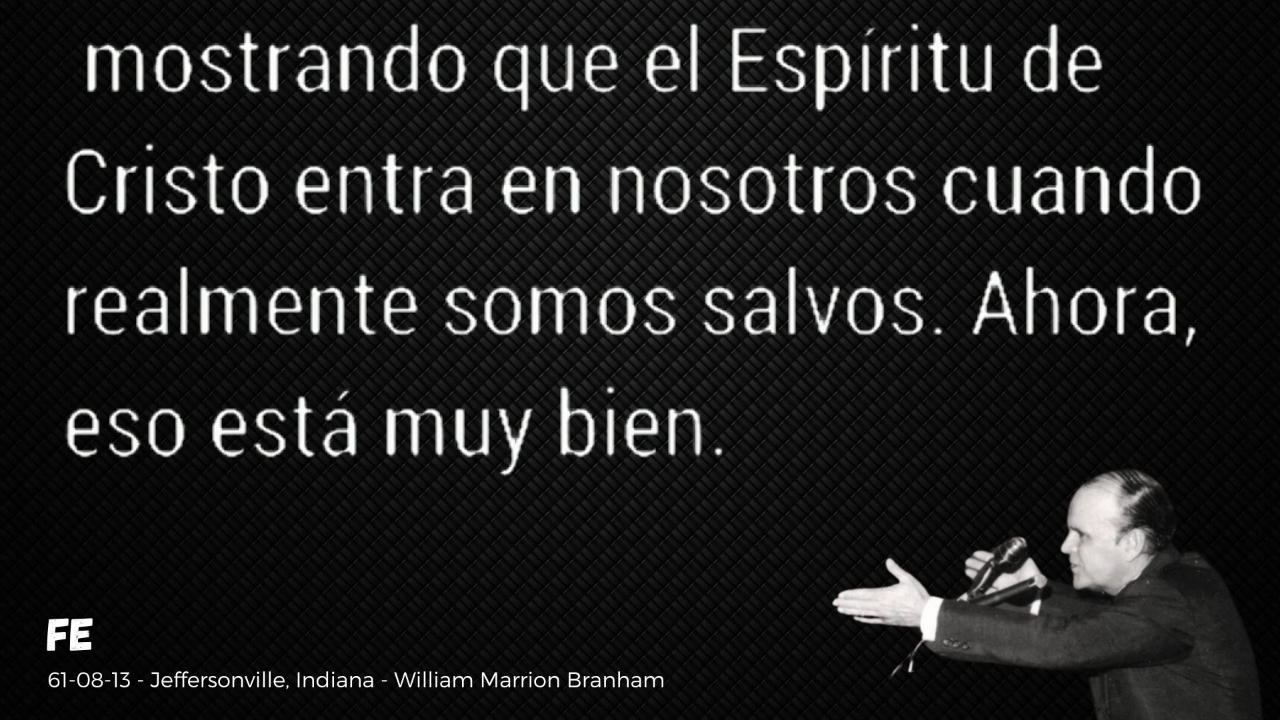 mostrando que el Espíritu de
Cristo entra en nosotros cuando
realmente somos salvos. Ahora,
eso está muy bien.
FE
61-08-13 - Jeffersonville, Indiana - William Marrion Branham